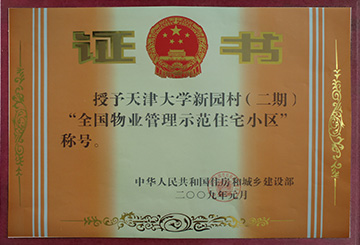 证书
授予天津大学新园村(二期)
“全国物业管理示范住宅小区”
称号。
中华人民共和国住房和城乡建设部
二〇〇九年元月